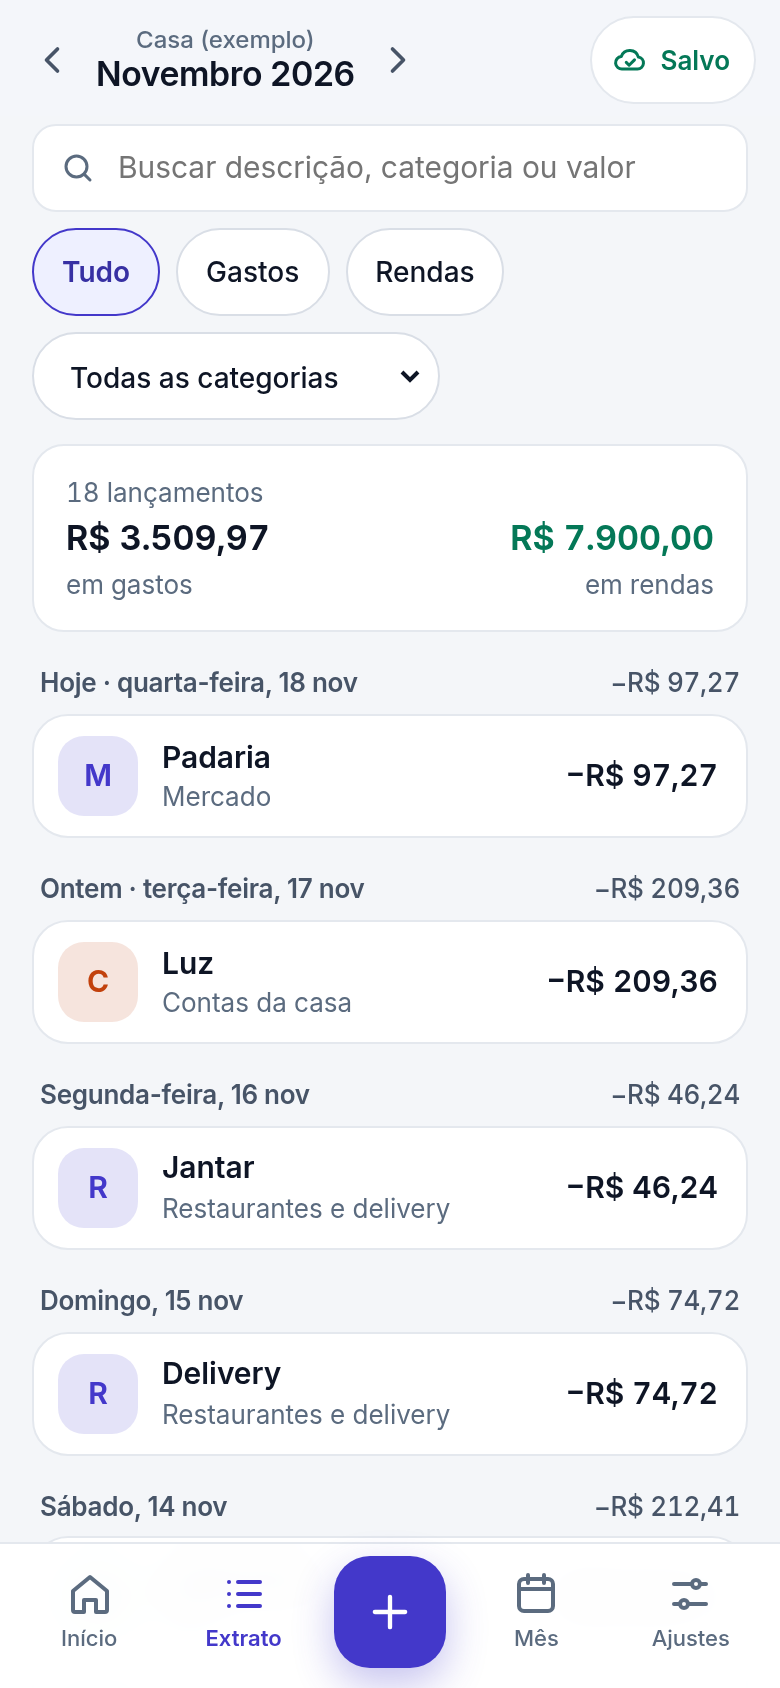 Casa (exemplo)
Novembro 2026
Salvo
Buscar descrição, categoria ou valor
Tudo
Gastos
Rendas
Todas as categorias
18 lançamentos
R$ 3.509,97
R$ 7.900,00
em gastos
em rendas
Hoje · quarta-feira, 18 nov
−R$ 97,27
M
Padaria
Mercado
−R$ 97,27
Ontem · terça-feira, 17 nov
−R$ 209,36
C
Luz
Contas da casa
−R$ 209,36
Segunda-feira, 16 nov
−R$ 46,24
R
Jantar
Restaurantes e delivery
−R$ 46,24
Domingo, 15 nov
−R$ 74,72
R
Delivery
Restaurantes e delivery
−R$ 74,72
Sábado, 14 nov
−R$ 212,41
Início
Extrato
Mês
Ajustes